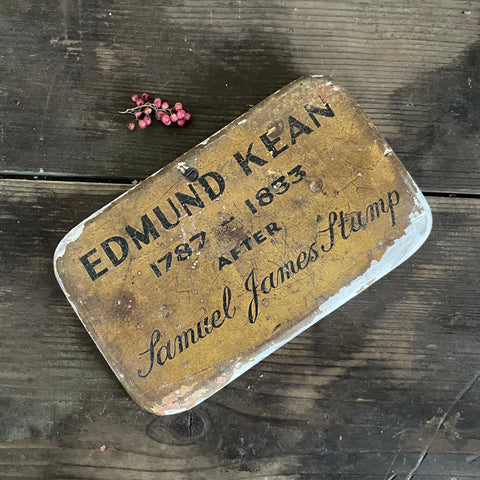 EDMUND KEAN
1787 - 1833
AFTER
Samuel James Stump